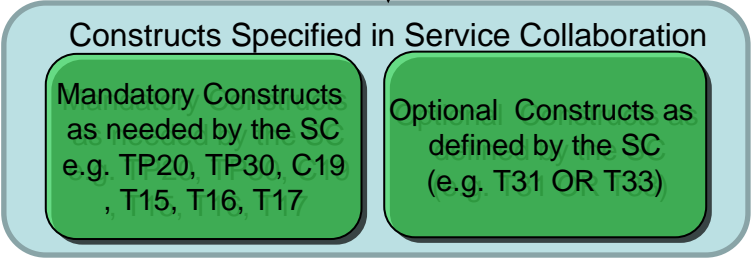 Constructs Specified in Service Collaboration
Mandatory Constructs
as needed by the SC
e.g. TP20, TP30, C19
, T15, T16, T17
Optional  Constructs as
defined by the SC
(e.g. T31 OR T33)